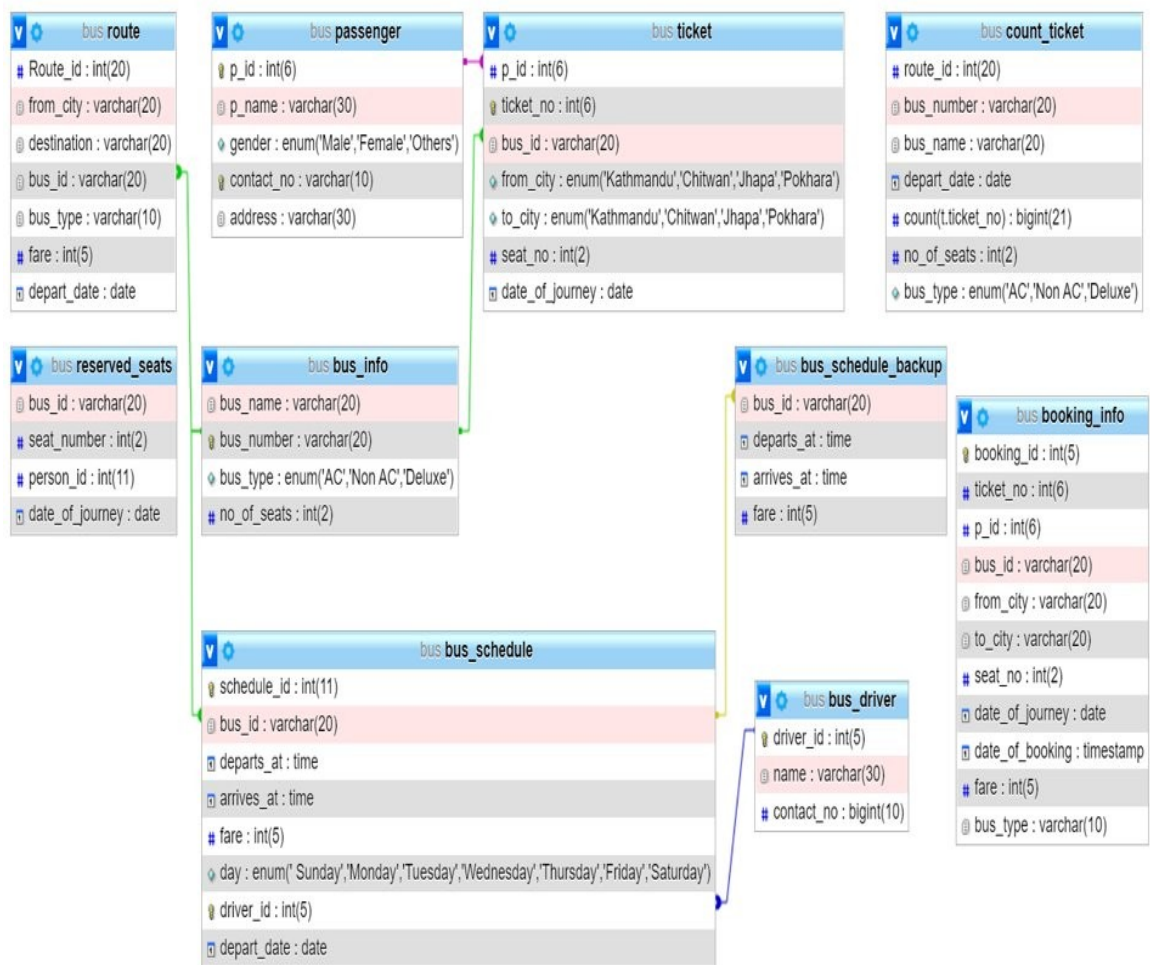 bus route
Route_id : int(20)
from_city : varchar(20)
destination : varchar(20)
bus_id : varchar(20)
bus_type : varchar(10)
fare : int(5)
depart_date : date
bus passenger
p_id : int(6)
p_name : varchar(30)
gender : enum('Male','Female','Others')
contact_no : varchar(10)
address : varchar(30)
bus ticket
p_id : int(6)
ticket_no : int(6)
bus_id : varchar(20)
from_city : enum('Kathmandu','Chitwan','Jhapa','Pokhara')
to_city : enum('Kathmandu','Chitwan','Jhapa','Pokhara')
seat_no : int(2)
date_of_journey : date
bus count_ticket
route_id : int(20)
bus_number : varchar(20)
bus_name : varchar(20)
depart_date : date
count(t.ticket_no) : bigint(21)
no_of_seats : int(2)
bus_type : enum('AC','Non AC','Deluxe')
bus reserved_seats
bus_id : varchar(20)
seat_number : int(2)
person_id : int(11)
date_of_journey : date
bus bus_info
bus_name : varchar(20)
bus_number : varchar(20)
bus_type : enum('AC','Non AC','Deluxe')
no_of_seats : int(2)
bus bus_schedule_backup
bus_id : varchar(20)
departs_at : time
arrives_at : time
fare : int(5)
bus booking_info
booking_id : int(5)
ticket_no : int(6)
p_id : int(6)
bus_id : varchar(20)
from_city : varchar(20)
to_city : varchar(20)
seat_no : int(2)
date_of_journey : date
date_of_booking : timestamp
fare : int(5)
bus_type : varchar(10)
bus bus_schedule
schedule_id : int(11)
bus_id : varchar(20)
departs_at : time
arrives_at : time
fare : int(5)
day : enum(' Sunday','Monday','Tuesday','Wednesday','Thursday','Friday','Saturday')
driver_id : int(5)
depart_date : date
bus bus_driver
driver_id : int(5)
name : varchar(30)
contact_no : bigint(10)